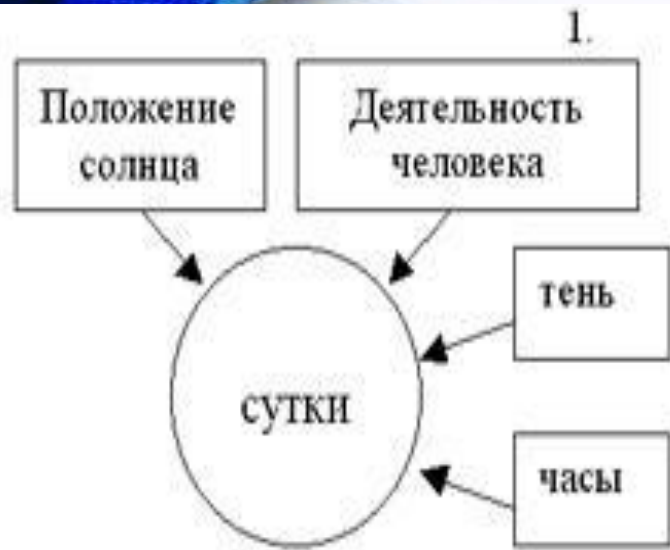 1.
Положение
солнца
Деятельность
человека
тень
сутки
часы